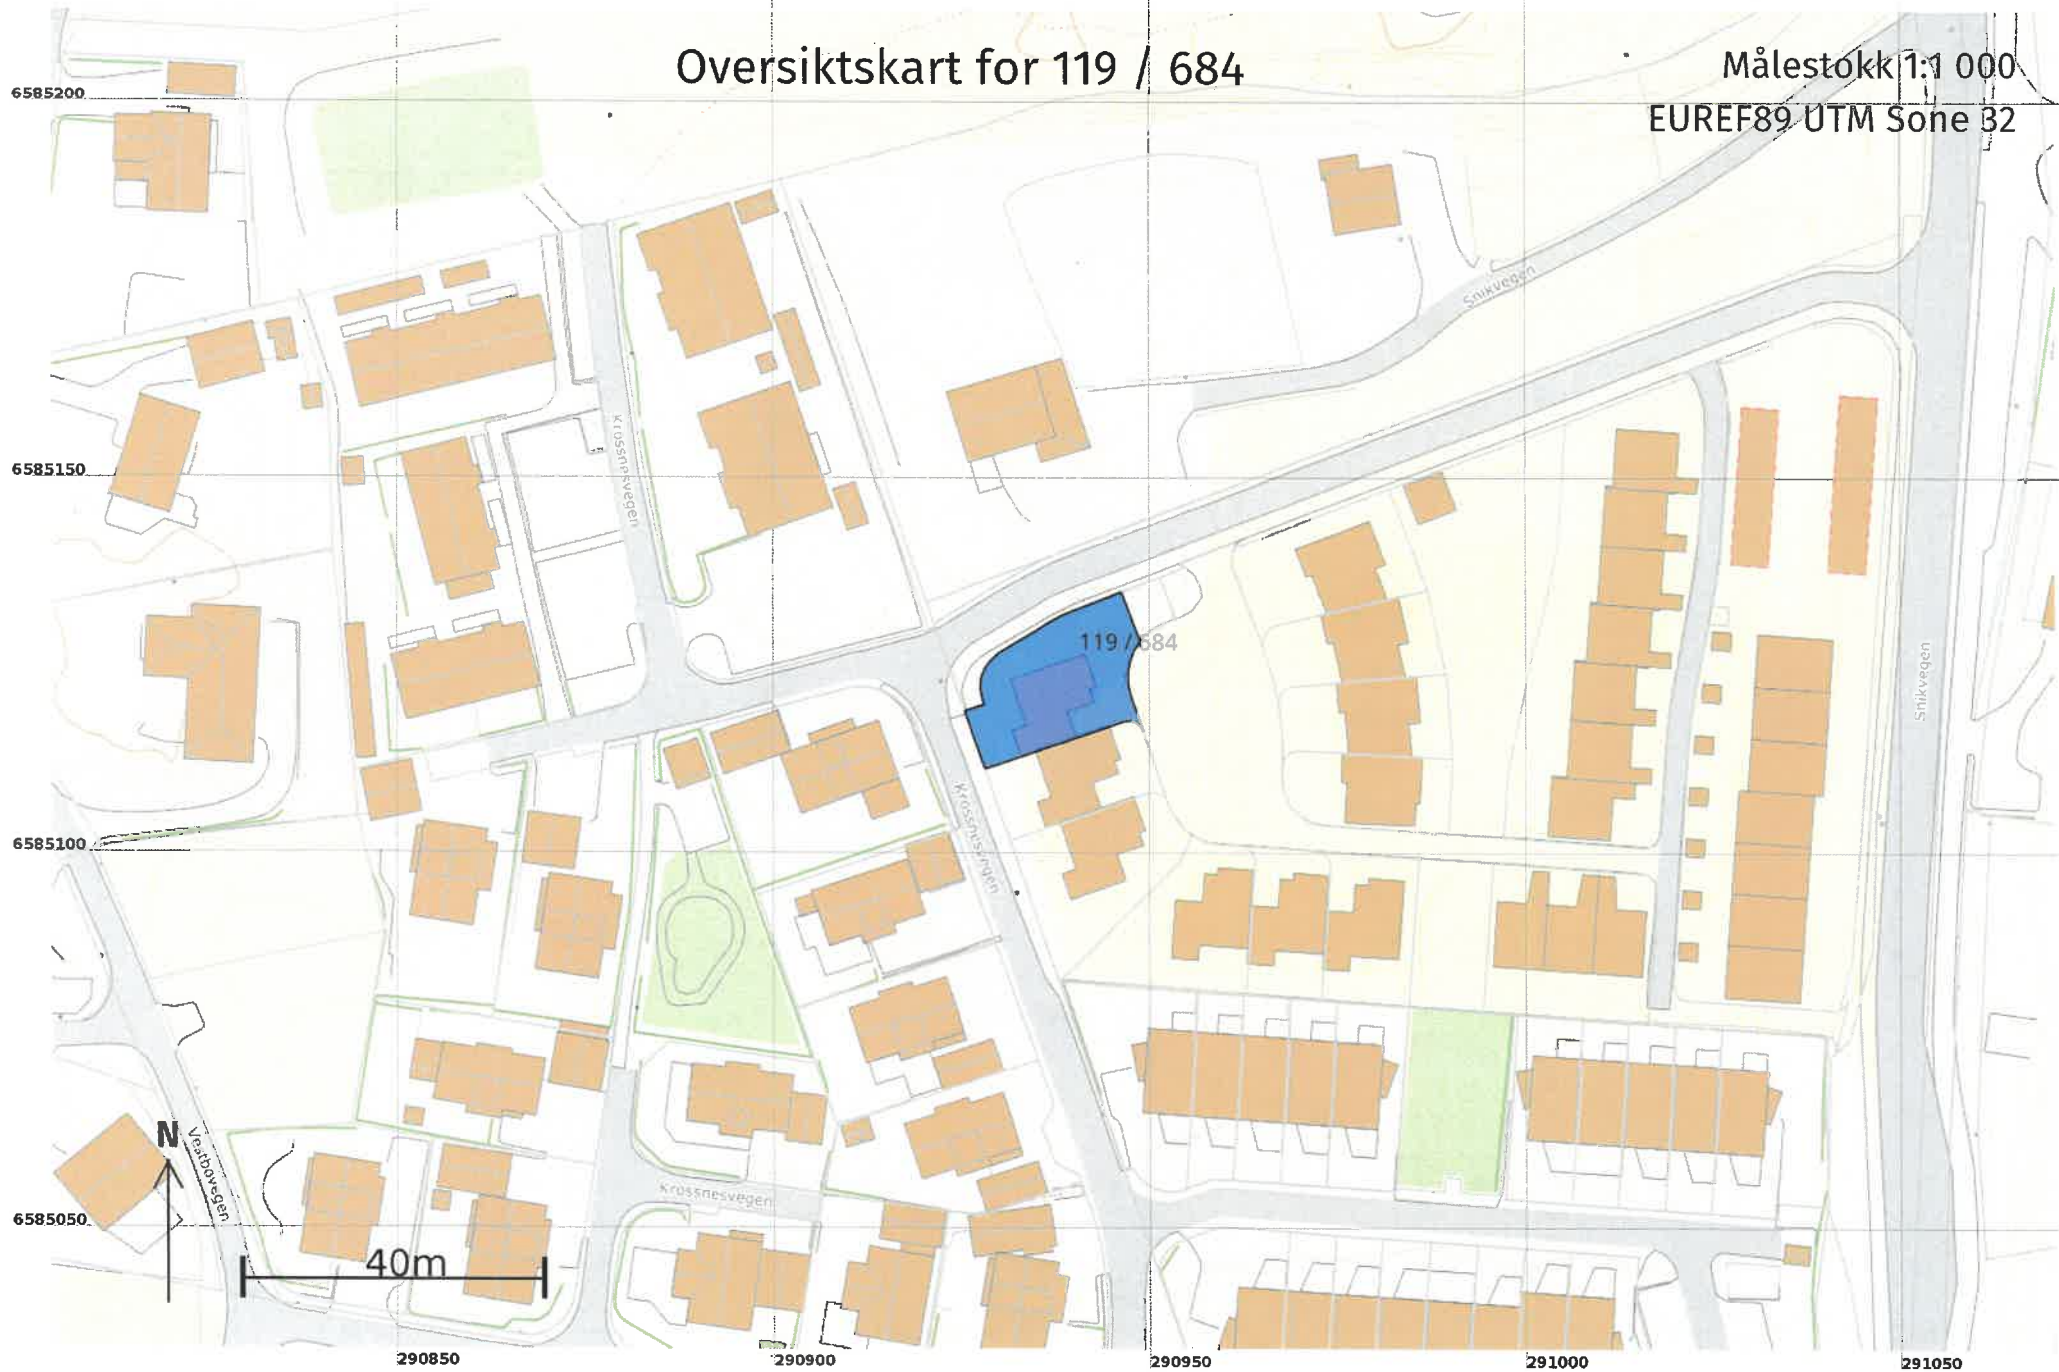 Oversiktskart for 119 / 684
Målestokk 1:1 000
EUREF89 UTM Sone 32
6585200
Snikvegen
6585150
Krossnesvegen
119 / 684
Snikvegen
Krossnesvegen
6585100
N
Veabøvegen
Krossnesvegen
6585050
40m
290850
290900
290950
291000
291050